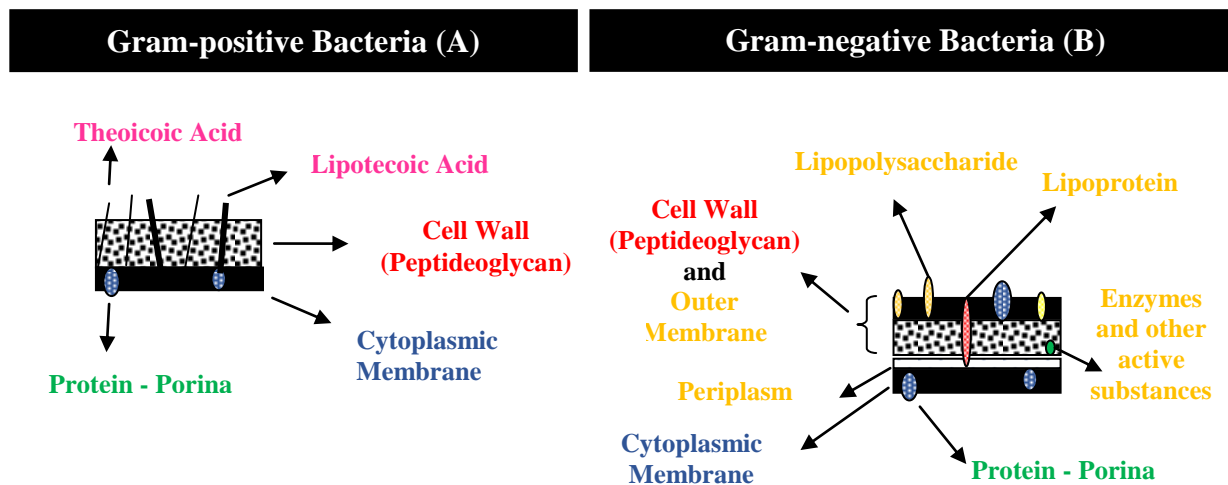 Gram-positive Bacteria (A)
Theoicoic Acid
Lipotecoic Acid
Cell Wall
(Peptideoglycan)
Cytoplasmic
Membrane
Protein - Porina
Gram-negative Bacteria (B)
Lipopolysaccharide
Lipoprotein
Cell Wall
(Peptideoglycan)
and
Outer
Membrane
Enzymes
and other
active
substances
Periplasm
Cytoplasmic
Membrane
Protein - Porina